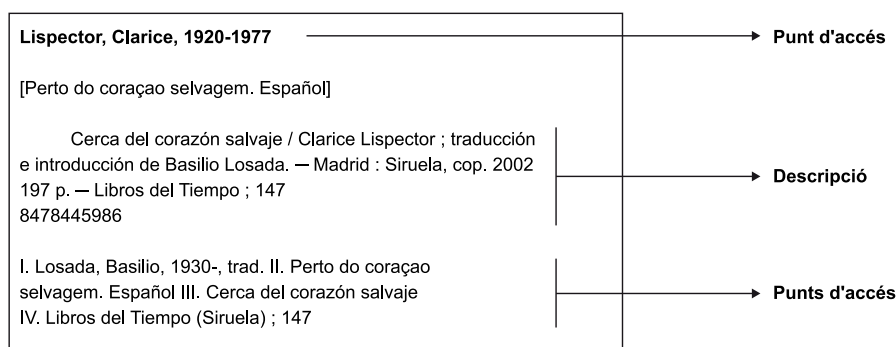 Lispector, Clarice, 1920-1977
Punt d'accés
[Perto do coraçao selvagem. Español]
Cerca del corazón salvaje / Clarice Lispector ; traducción
e introducción de Basilio Losada. — Madrid : Siruela, cop. 2002
197 p. — Libros del Tiempo ; 147
8478445986
Descripció
I. Losada, Basilio, 1930-, trad. II. Perto do coraçao
selvagem. Español III. Cerca del corazón salvaje
IV. Libros del Tiempo (Siruela) ; 147
Punts d'accés